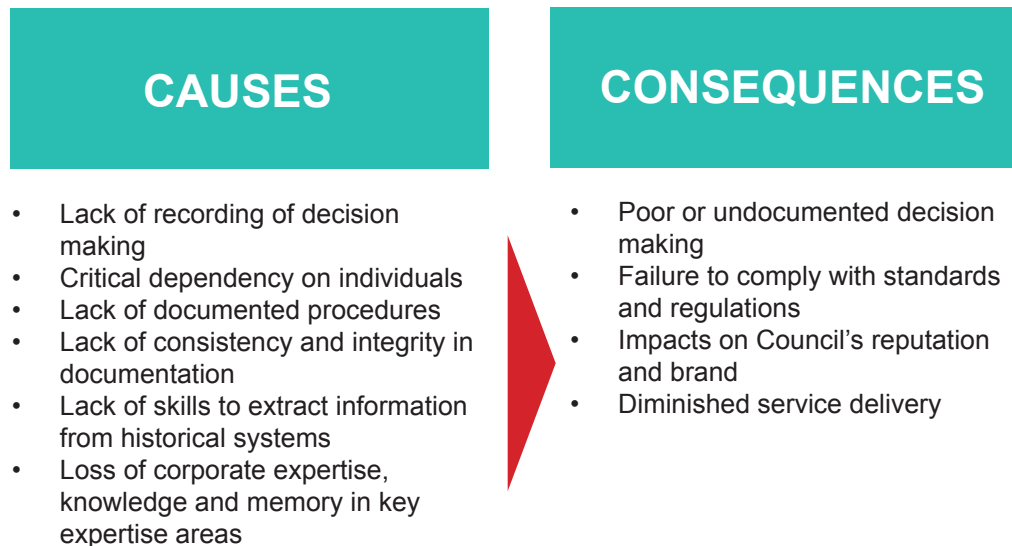 CAUSES
• Lack of recording of decision
making
• Critical dependency on individuals
• Lack of documented procedures
• Lack of consistency and integrity in
documentation
• Lack of skills to extract information
from historical systems
• Loss of corporate expertise,
knowledge and memory in key
expertise areas
CONSEQUENCES
• Poor or undocumented decision
making
• Failure to comply with standards
and regulations
• Impacts on Council’s reputation
and brand
• Diminished service delivery